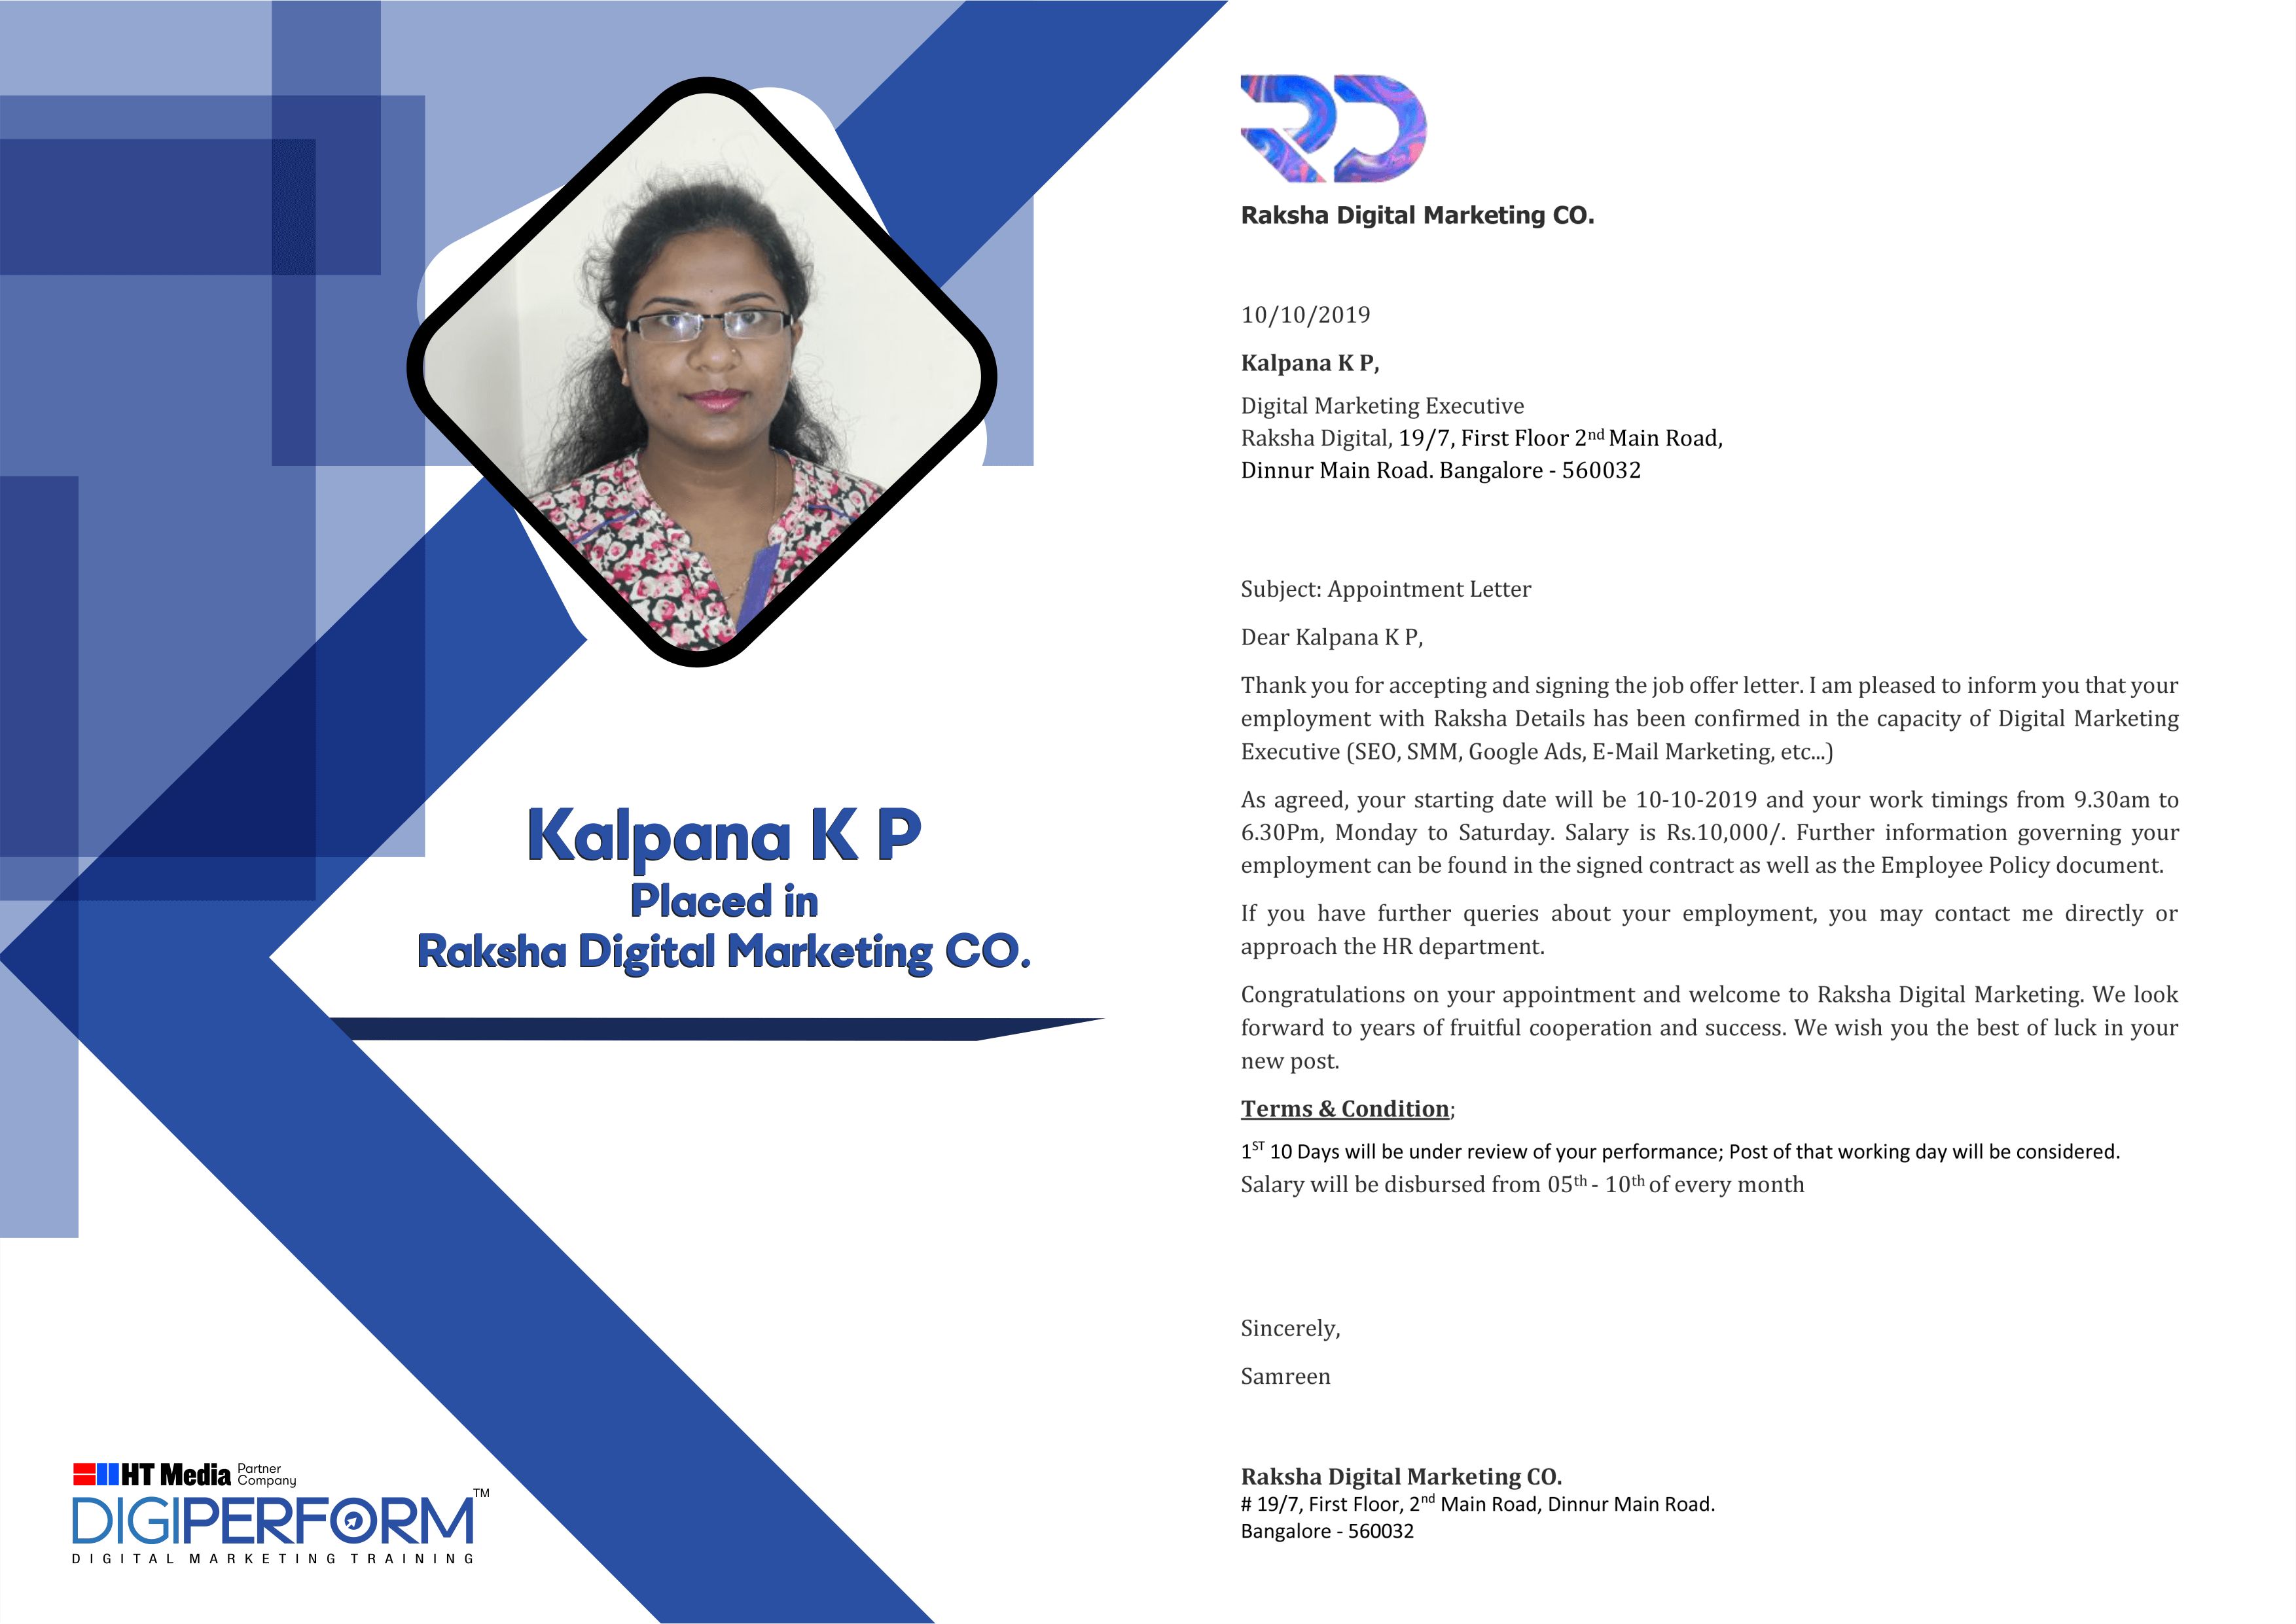 Kalpana K P
Placed in
Raksha Digital Marketing CO.
HT Media Partner Company
DIGIPERFORM™
DIGITAL MARKETING TRAINING
RD
Raksha Digital Marketing CO.
10/10/2019
Kalpana K P,
Digital Marketing Executive
Raksha Digital, 19/7, First Floor 2nd Main Road,
Dinnur Main Road. Bangalore - 560032
Subject: Appointment Letter
Dear Kalpana K P,
Thank you for accepting and signing the job offer letter. I am pleased to inform you that your
employment with Raksha Details has been confirmed in the capacity of Digital Marketing
Executive (SEO, SMM, Google Ads, E-Mail Marketing, etc...)
As agreed, your starting date will be 10-10-2019 and your work timings from 9.30am to
6.30Pm, Monday to Saturday. Salary is Rs.10,000/. Further information governing your
employment can be found in the signed contract as well as the Employee Policy document.
If you have further queries about your employment, you may contact me directly or
approach the HR department.
Congratulations on your appointment and welcome to Raksha Digital Marketing. We look
forward to years of fruitful cooperation and success. We wish you the best of luck in your
new post.
Terms & Condition;
1ST 10 Days will be under review of your performance; Post of that working day will be considered.
Salary will be disbursed from 05th - 10th of every month
Sincerely,
Samreen
Raksha Digital Marketing CO.
# 19/7, First Floor, 2nd Main Road, Dinnur Main Road.
Bangalore - 560032